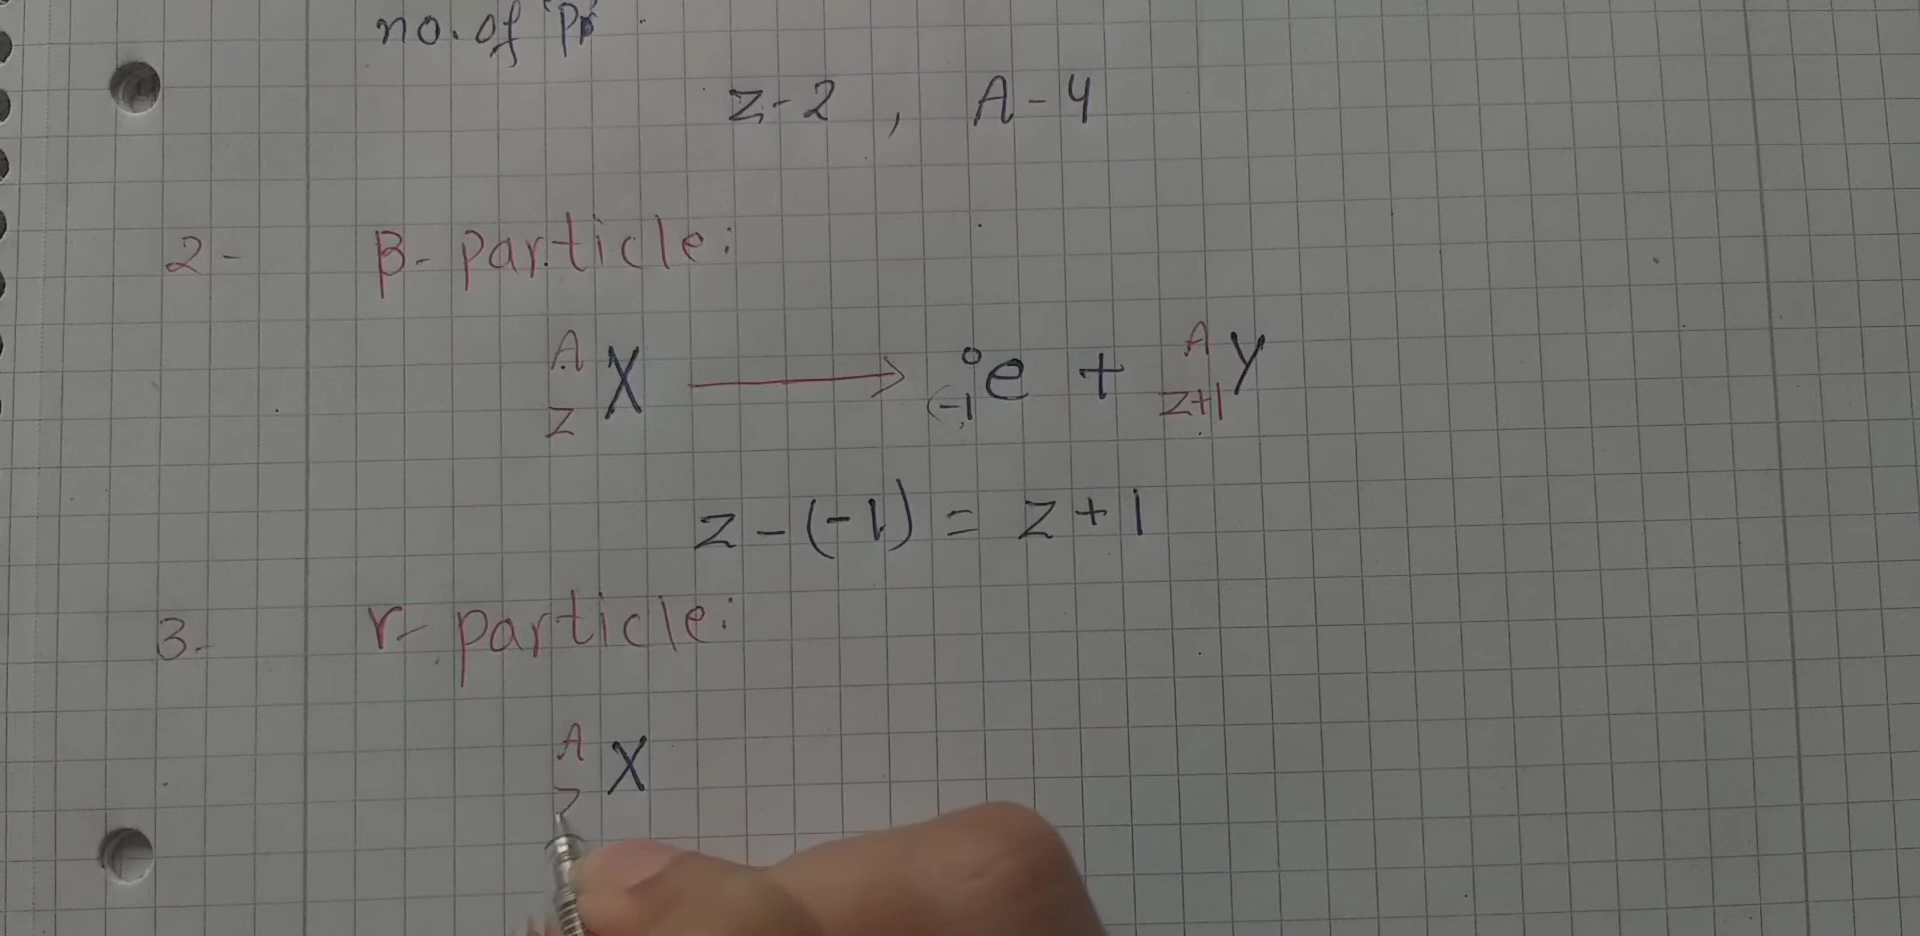 no. of
Z-2 , A-4
2- β- particle:
A
Z X → 0
(-1 e + A
Z+1 Y
Z-(-1) = Z+1
3- r- particle:
A
Z X